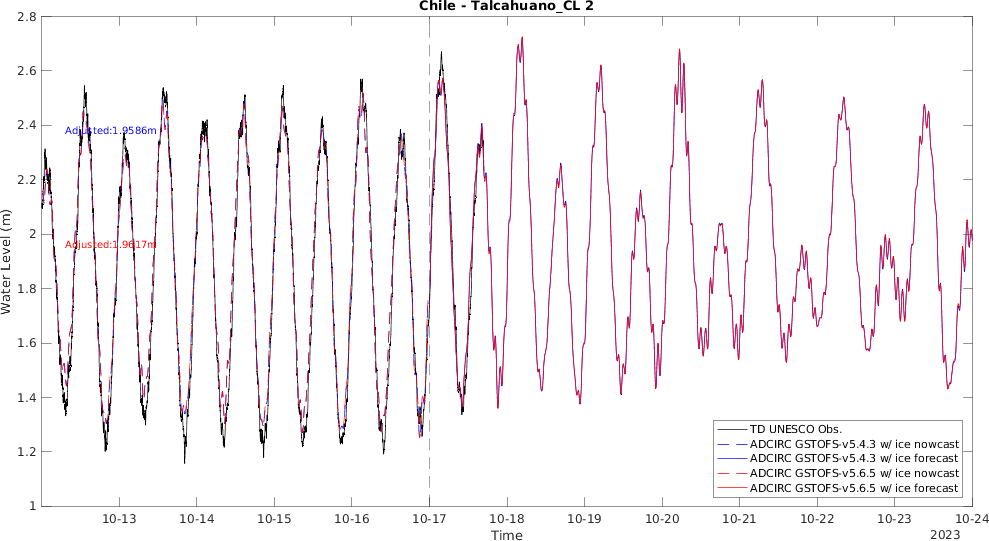 Chile - Talcahuano_CL 2
2.8
2.6
2.4
2.2
2
1.8
1.6
1.4
1.2
1
Water Level (m)
Adjusted:1.9586m
Adjusted:1.9617m
TD UNESCO Obs.
ADCIRC GSTOFS-v5.4.3 w/ ice nowcast
ADCIRC GSTOFS-v5.4.3 w/ ice forecast
ADCIRC GSTOFS-v5.6.5 w/ ice nowcast
ADCIRC GSTOFS-v5.6.5 w/ ice forecast
10-13 10-14 10-15 10-16 10-17 10-18 10-19 10-20 10-21 10-22 10-23 10-24
Time
2023